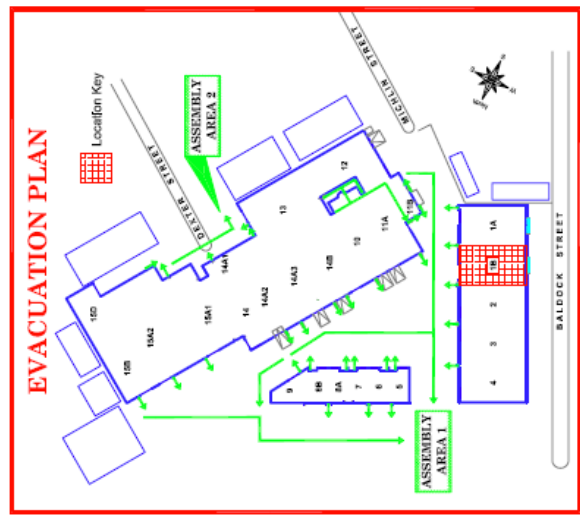 EVACUATION PLAN
Location Key
DEXTER STREET
ASSEMBLY
AREA 2
MICHLIN STREET
North
S
W
15D
15B
15A2
15A1
14A1
14
14A2
14A3
14B
13
12
10
11A
11B
9
8B
8A
7
6
5
1A
1B
2
3
4
ASSEMBLY
AREA 1
BALDOCK STREET